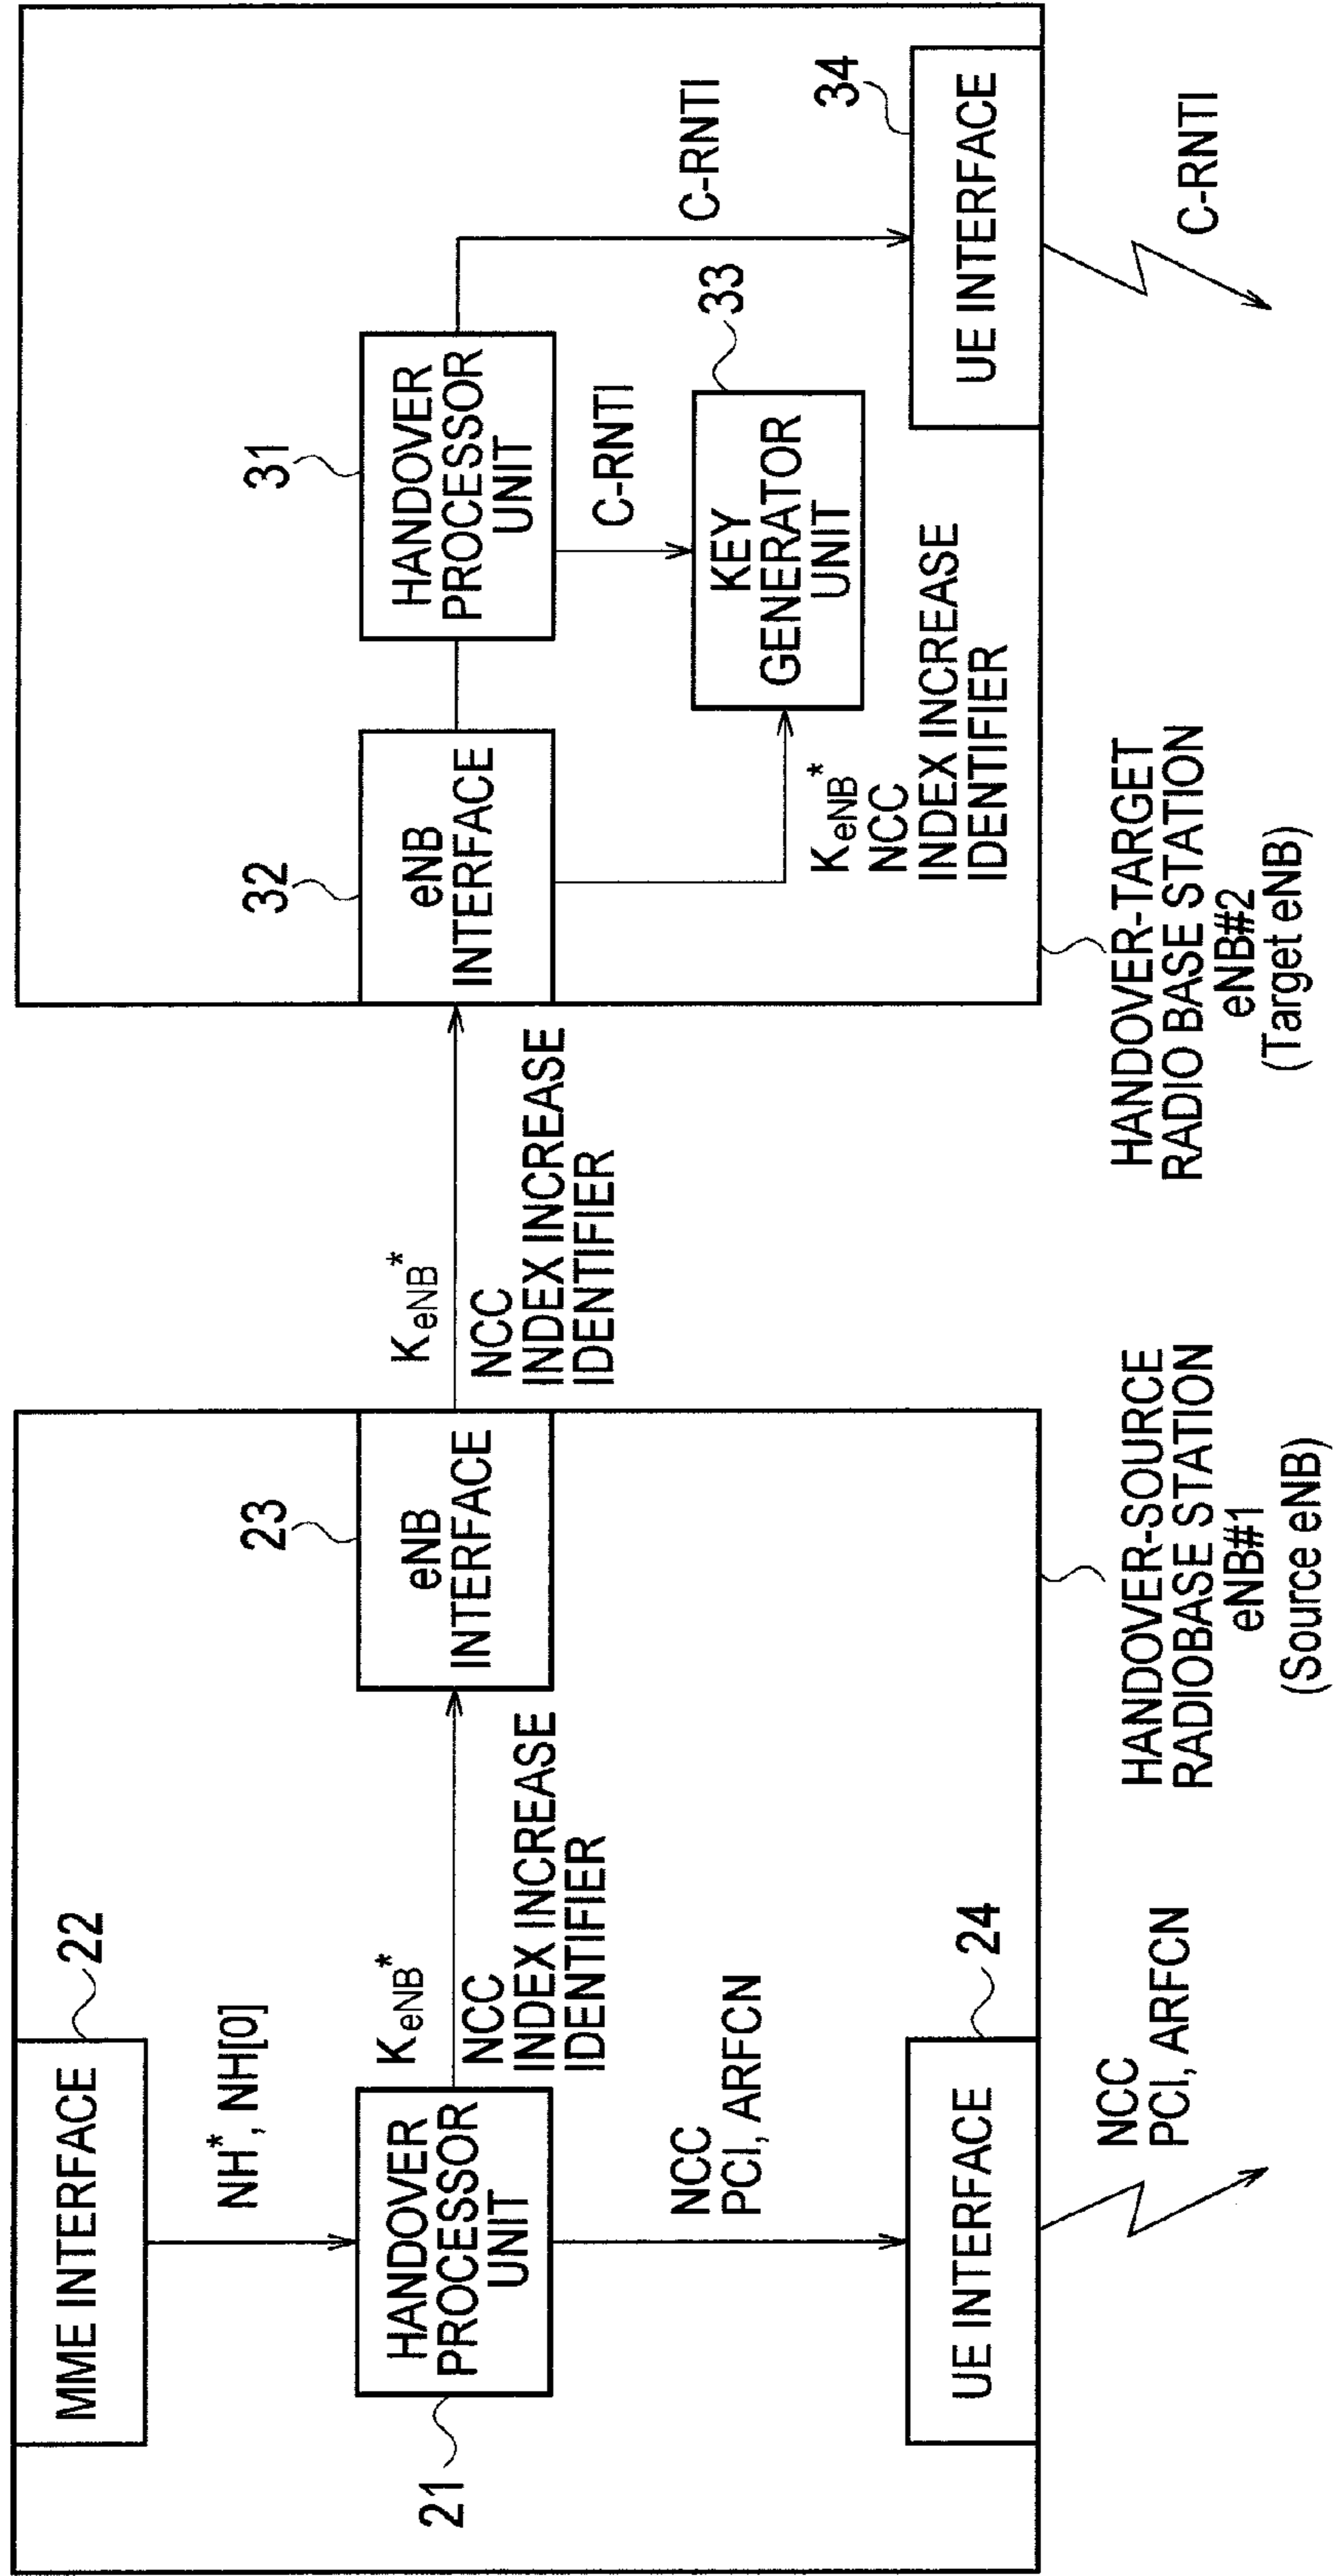 MME INTERFACE
22
NH*, NH[0]
HANDOVER
PROCESSOR
UNIT
21
KeNB*
NCC
INDEX INCREASE
IDENTIFIER
eNB
INTERFACE
23
NCC
PCI, ARFCN
UE INTERFACE
24
NCC
PCI, ARFCN
HANDOVER-SOURCE
RADIOBASE STATION
eNB#1
(Source eNB)
KeNB*
NCC
INDEX INCREASE
IDENTIFIER
eNB
INTERFACE
32
HANDOVER
PROCESSOR
UNIT
31
C-RNTI
C-RNTI
KEY
GENERATOR
UNIT
33
KeNB*
NCC
INDEX INCREASE
IDENTIFIER
UE INTERFACE
34
C-RNTI
HANDOVER-TARGET
RADIO BASE STATION
eNB#2
(Target eNB)